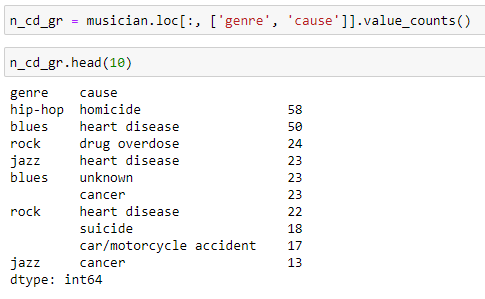 n_cd_gr = musician.loc[:, ['genre', 'cause']].value_counts()
n_cd_gr.head(10)
genre    cause
hip-hop  homicide                   58
blues    heart disease              50
rock     drug overdose              24
jazz     heart disease              23
blues    unknown                    23
         cancer                     23
rock     heart disease              22
         suicide                    18
         car/motorcycle accident    17
jazz     cancer                     13
dtype: int64